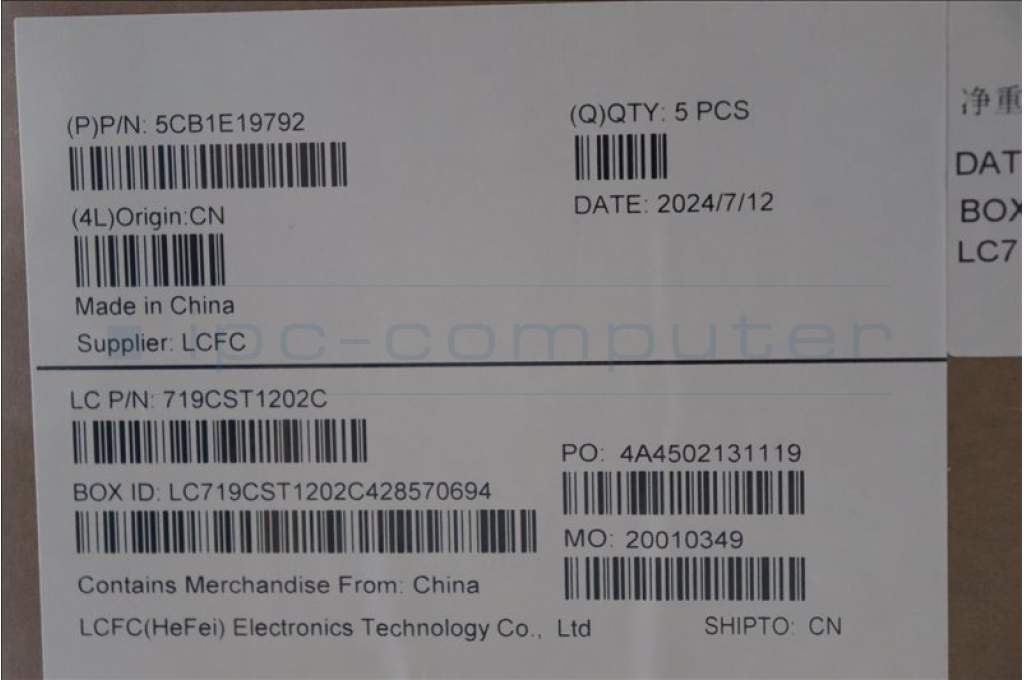 (P)P/N: 5CB1E19792
(Q)QTY: 5 PCS
DATE: 2024/7/12
(4L)Origin:CN
Made in China
Supplier: LCFC
ipc-computer
LC P/N: 719CST1202C
PO: 4A4502131119
BOX ID: LC719CST1202C428570694
MO: 20010349
Contains Merchandise From: China
LCFC(HeFei) Electronics Technology Co., Ltd
SHIPTO: CN
净重
DAT
BOX
LC7